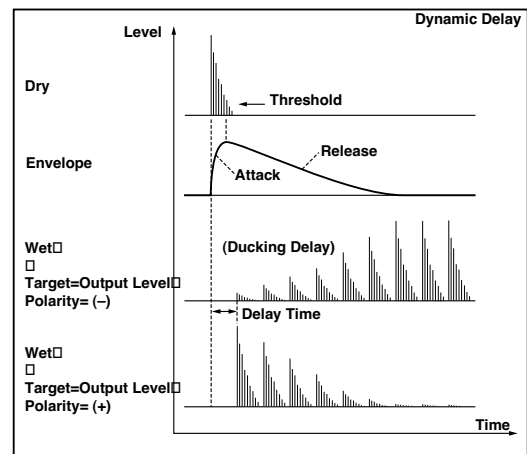 Dynamic Delay
Level
Dry
Threshold
Envelope
Release
Attack
Wet□
□
Target=Output Level□
Polarity= (–)
(Ducking Delay)
Delay Time
Wet□
□
Target=Output Level□
Polarity= (+)
Time